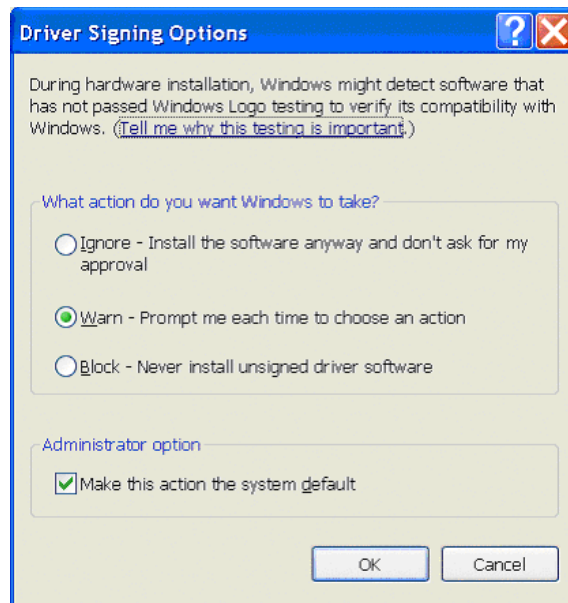 Driver Signing Options
During hardware installation, Windows might detect software that
has not passed Windows Logo testing to verify its compatibility with
Windows. (Tell me why this testing is important.)
What action do you want Windows to take?
Ignore - Install the software anyway and don't ask for my
approval
Warn - Prompt me each time to choose an action
Block - Never install unsigned driver software
Administrator option
Make this action the system default
OK Cancel